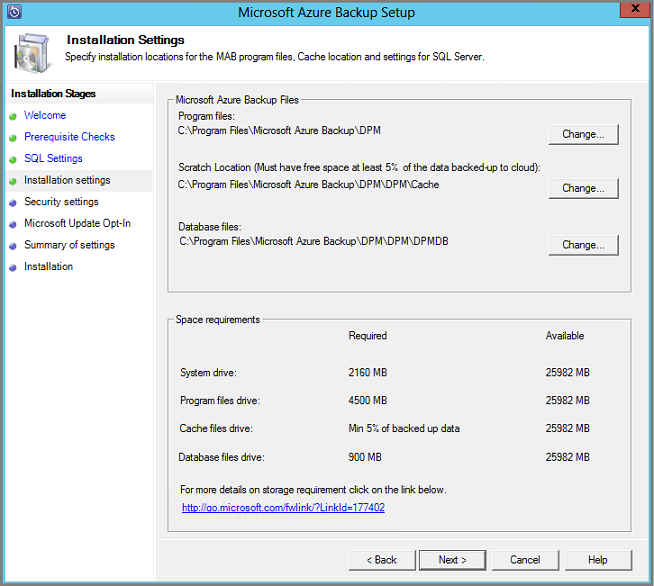 Microsoft Azure Backup Setup
Installation Settings
Specify installation locations for the MAB program files, Cache location and settings for SQL Server.
Installation Stages
Welcome
Prerequisite Checks
SQL Settings
Installation settings
Security settings
Microsoft Update Opt-In
Summary of settings
Installation
Microsoft Azure Backup Files
Program files:
C:\Program Files\Microsoft Azure Backup\DPM
Change...
Scratch Location (Must have free space at least 5% of the data backed-up to cloud):
C:\Program Files\Microsoft Azure Backup\DPM\DPM\Cache
Change...
Database files:
C:\Program Files\Microsoft Azure Backup\DPM\DPM\DPMDB
Change...
Space requirements
Required Available
System drive: 2160 MB 25982 MB
Program files drive: 4500 MB 25982 MB
Cache files drive: Min 5% of backed up data 25982 MB
Database files drive: 900 MB 25982 MB
For more details on storage requirement click on the link below.
http://go.microsoft.com/fwlink/?LinkId=177402
< Back Next > Cancel Help